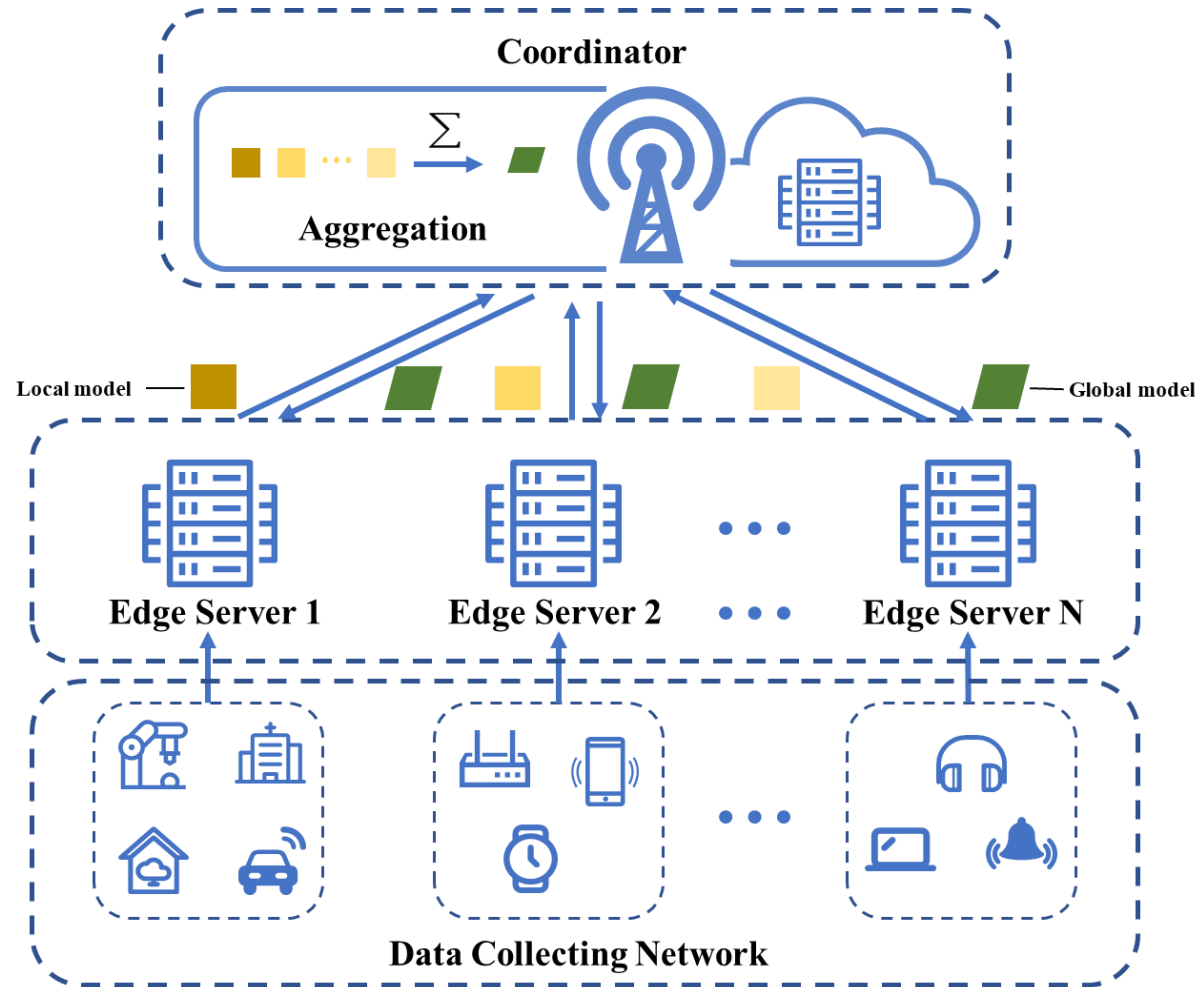 Coordinator
∑
Aggregation
Local model
Global model
Edge Server 1
Edge Server 2
Edge Server N
Data Collecting Network